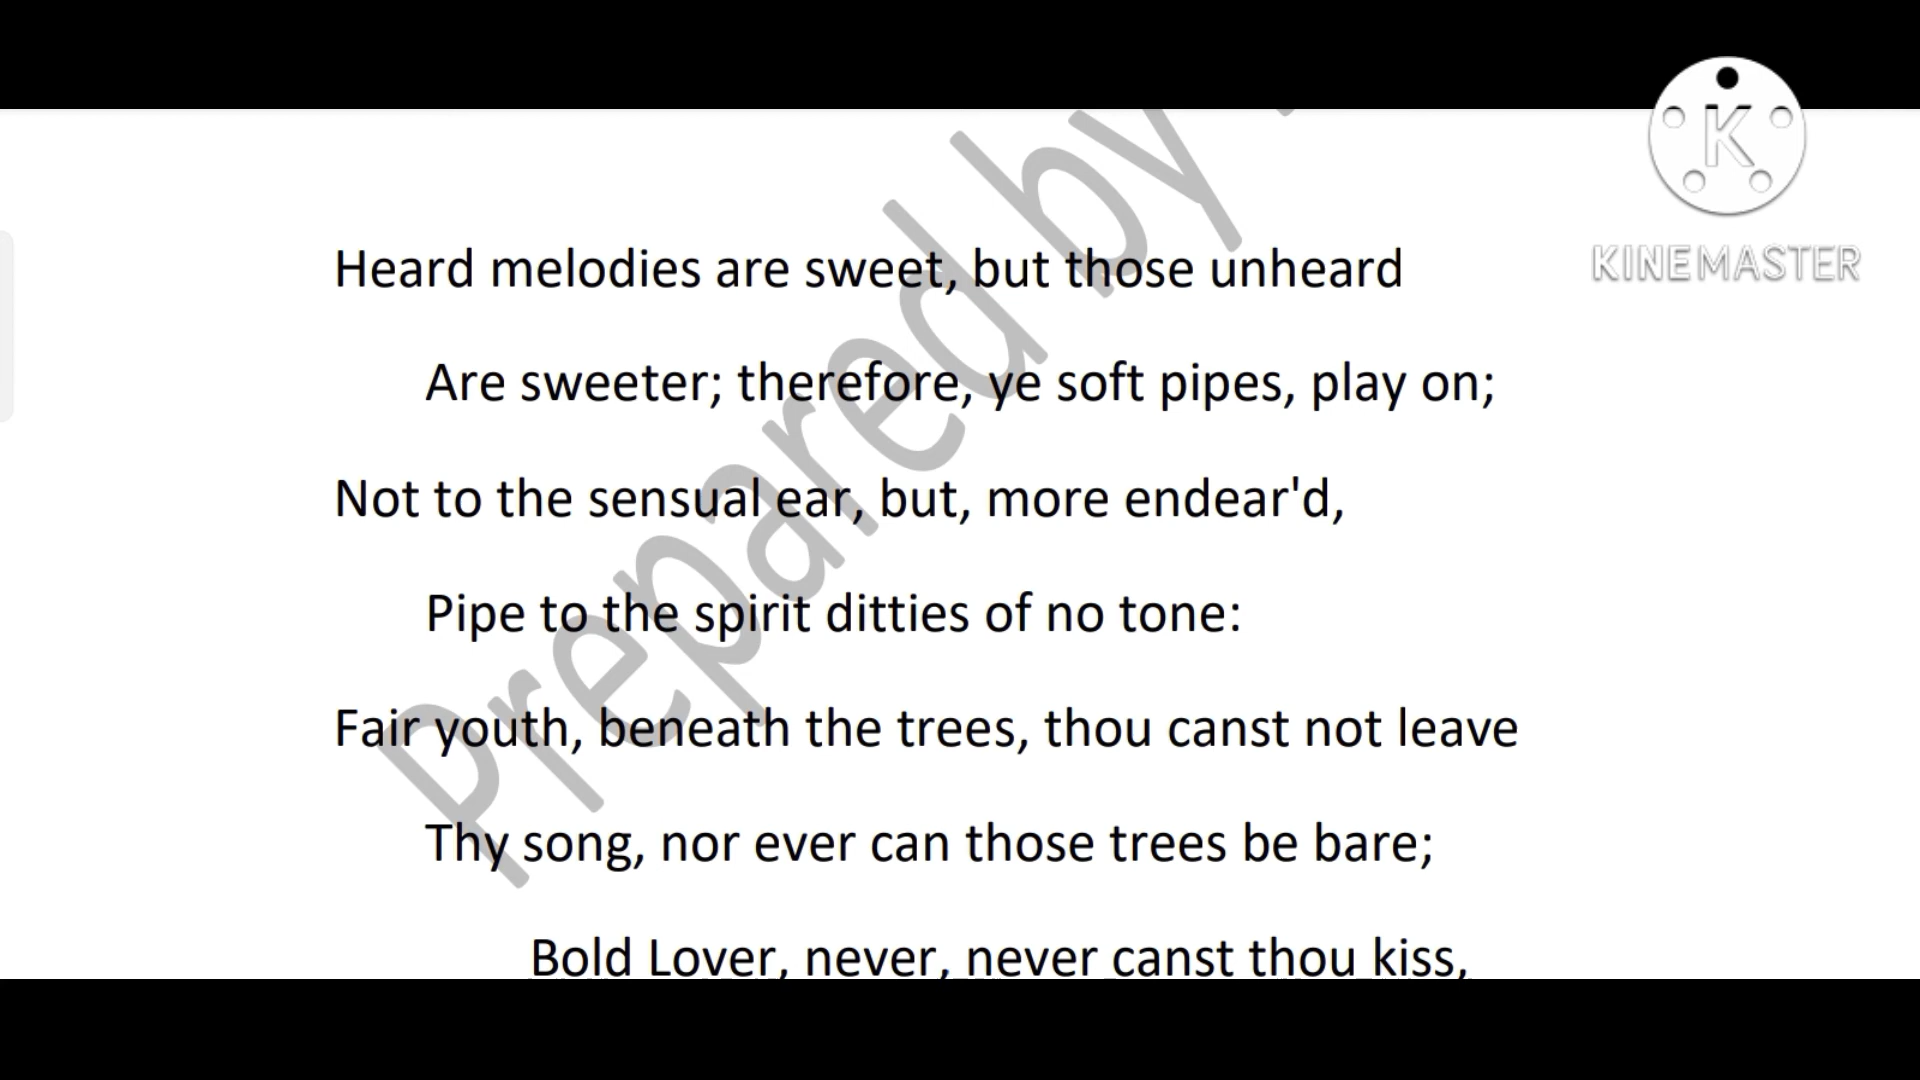 K
KINEMASTER
Prepared by
Heard melodies are sweet, but those unheard
Are sweeter; therefore, ye soft pipes, play on;
Not to the sensual ear, but, more endear'd,
Pipe to the spirit ditties of no tone:
Fair youth, beneath the trees, thou canst not leave
Thy song, nor ever can those trees be bare;
Bold Lover, never, never canst thou kiss,